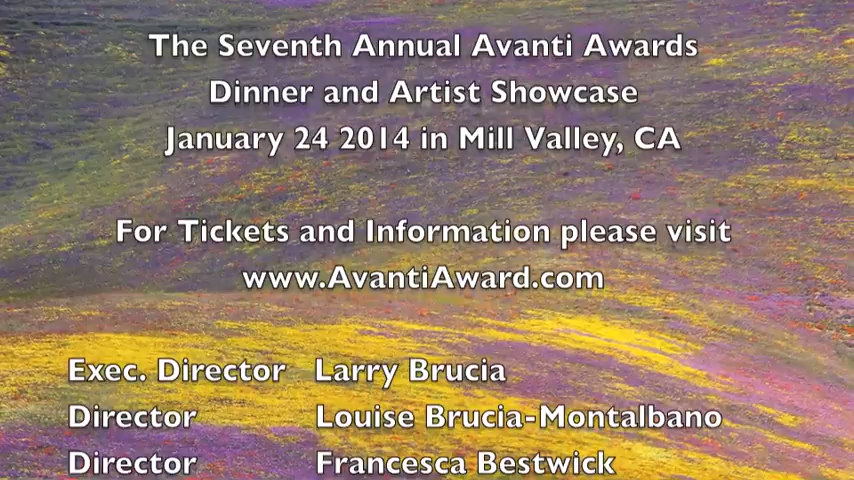 The Seventh Annual Avanti Awards
Dinner and Artist Showcase
January 24 2014 in Mill Valley, CA
For Tickets and Information please visit
www.AvantiAward.com
Exec. Director Larry Brucia
Director Louise Brucia-Montalbano
Director Francesca Bestwick